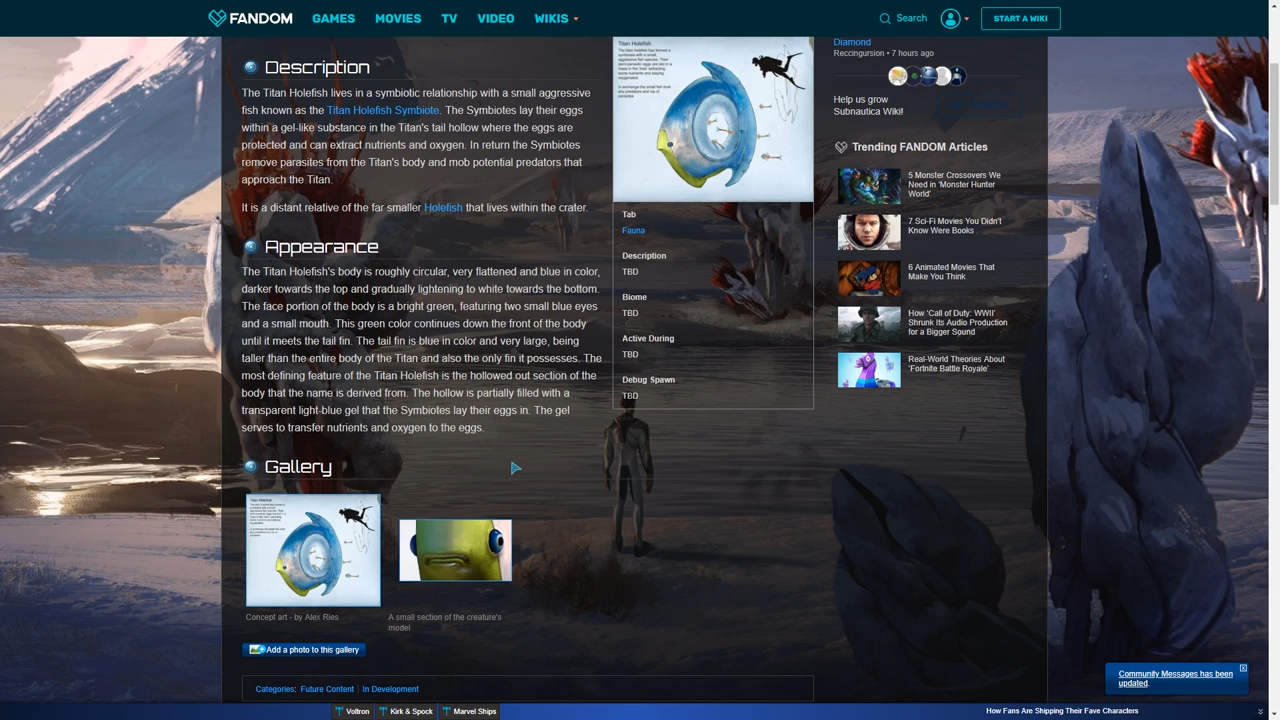 FANDOM GAMES MOVIES TV VIDEO WIKIS Search START A WIKI
Description
The Titan Holefish lives in a symbiotic relationship with a small aggressive
fish known as the Titan Holefish Symbiote. The Symbiotes lay their eggs
within a gel-like substance in the Titan's tail hollow where the eggs are
protected and can extract nutrients and oxygen. In return the Symbiotes
remove parasites from the Titan's body and mob potential predators that
approach the Titan.
It is a distant relative of the far smaller Holefish that lives within the crater.
Appearance
The Titan Holefish's body is roughly circular, very flattened and blue in color,
darker towards the top and gradually lightening to white towards the bottom.
The face portion of the body is a bright green, featuring two small blue eyes
and a small mouth. This green color continues down the front of the body
until it meets the tail fin. The tail fin is blue in color and very large, being
taller than the entire body of the Titan and also the only fin it possesses. The
most defining feature of the Titan Holefish is the hollowed out section of the
body that the name is derived from. The hollow is partially filled with a
transparent light-blue gel that the Symbiotes lay their eggs in. The gel
serves to transfer nutrients and oxygen to the eggs.
Gallery
Concept art - by Alex Ries
A small section of the creature's
model
Add a photo to this gallery
Categories: Future Content In Development
Titan Holefish
Tab
Fauna
Description
TBD
Biome
TBD
Active During
TBD
Debug Spawn
TBD
Diamond
Reccingursion • 7 hours ago
Help us grow
Subnautica Wiki!
Trending FANDOM Articles
5 Monster Crossovers We
Need in 'Monster Hunter
World'
7 Sci-Fi Movies You Didn't
Know Were Books
6 Animated Movies That
Make You Think
How 'Call of Duty: WWII'
Shrunk Its Audio Production
for a Bigger Sound
Real-World Theories About
'Fortnite Battle Royale'
Community Messages has been
updated.
Voltron Kirk & Spock Marvel Ships How Fans Are Shipping Their Fave Characters